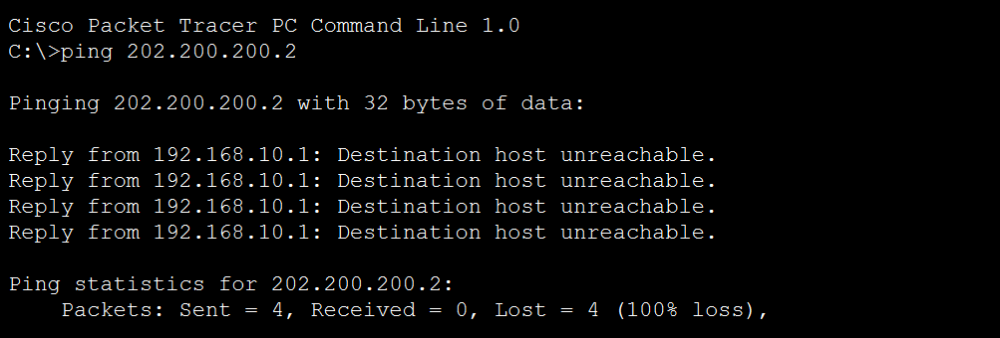 Cisco Packet Tracer PC Command Line 1.0
C:\>ping 202.200.200.2
Pinging 202.200.200.2 with 32 bytes of data:
Reply from 192.168.10.1: Destination host unreachable.
Reply from 192.168.10.1: Destination host unreachable.
Reply from 192.168.10.1: Destination host unreachable.
Reply from 192.168.10.1: Destination host unreachable.
Ping statistics for 202.200.200.2:
    Packets: Sent = 4, Received = 0, Lost = 4 (100% loss),